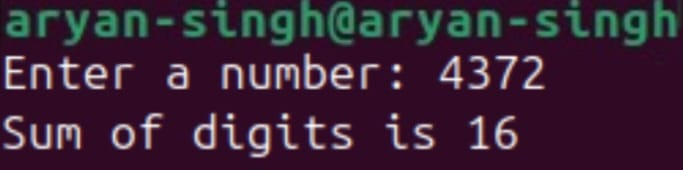 aryan-singh@aryan-singh
Enter a number: 4372
Sum of digits is 16